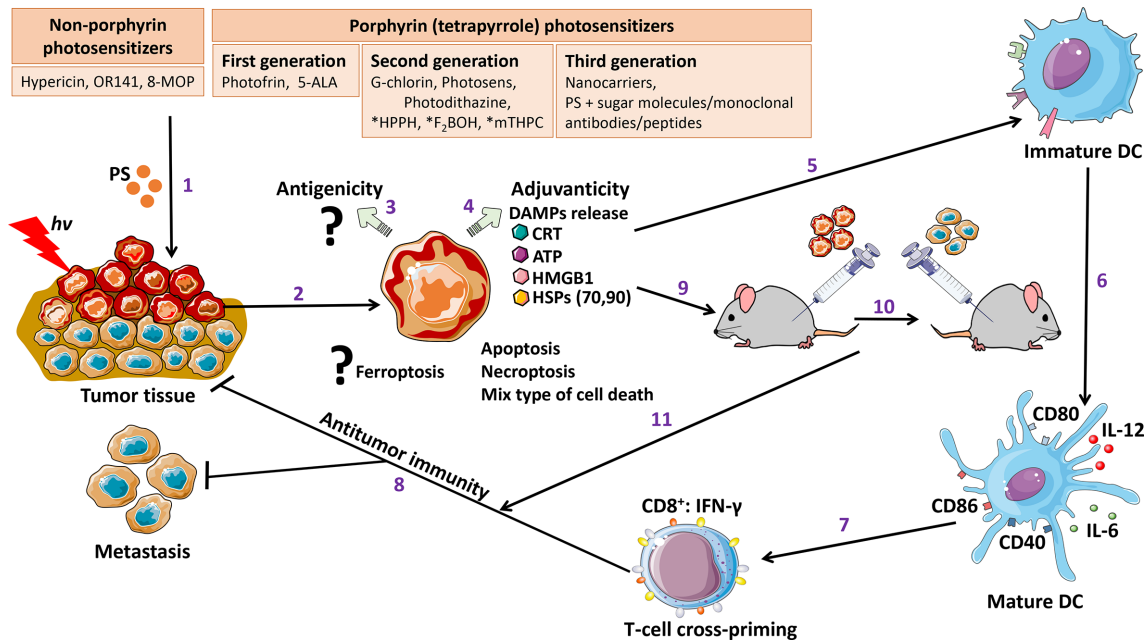 Non-porphyrin
photosensitizers
Hypericin, OR141, 8-MOP
Porphyrin (tetrapyrrole) photosensitizers
First generation
Photofrin, 5-ALA
Second generation
G-chlorin, Photosens,
Photodithazine,
*HPPH, *F₂BOH, *mTHPC
Third generation
Nanocarriers,
PS + sugar molecules/monoclonal
antibodies/peptides
PS
1
hv
Tumor tissue
2
Antigenicity
3
?
4
Adjuvanticity
DAMPs release
CRT
ATP
HMGB1
HSPs (70,90)
? Ferroptosis
Apoptosis
Necroptosis
Mix type of cell death
5
Immature DC
6
9
10
11
CD80
IL-12
CD86
CD40
IL-6
Mature DC
7
CD8⁺: IFN-γ
T-cell cross-priming
Antitumor immunity
8
Metastasis